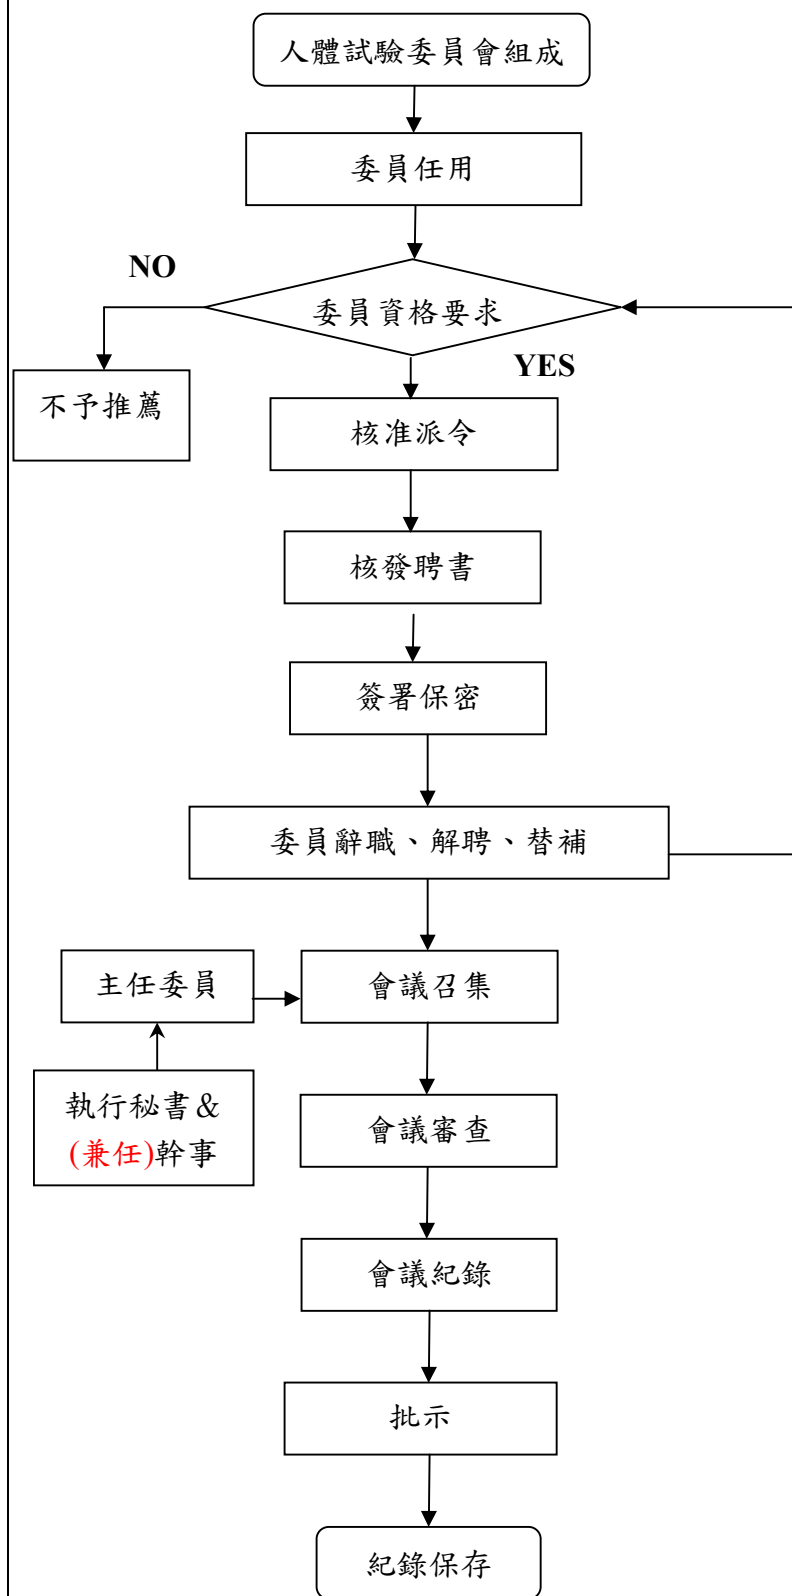 人體試驗委員會組成
委員任用
NO
委員資格要求
YES
不予推薦
核准派令
核發聘書
簽署保密
委員辭職、解聘、替補
主任委員
會議召集
執行秘書&
(兼任)幹事
會議審查
會議紀錄
批示
紀錄保存